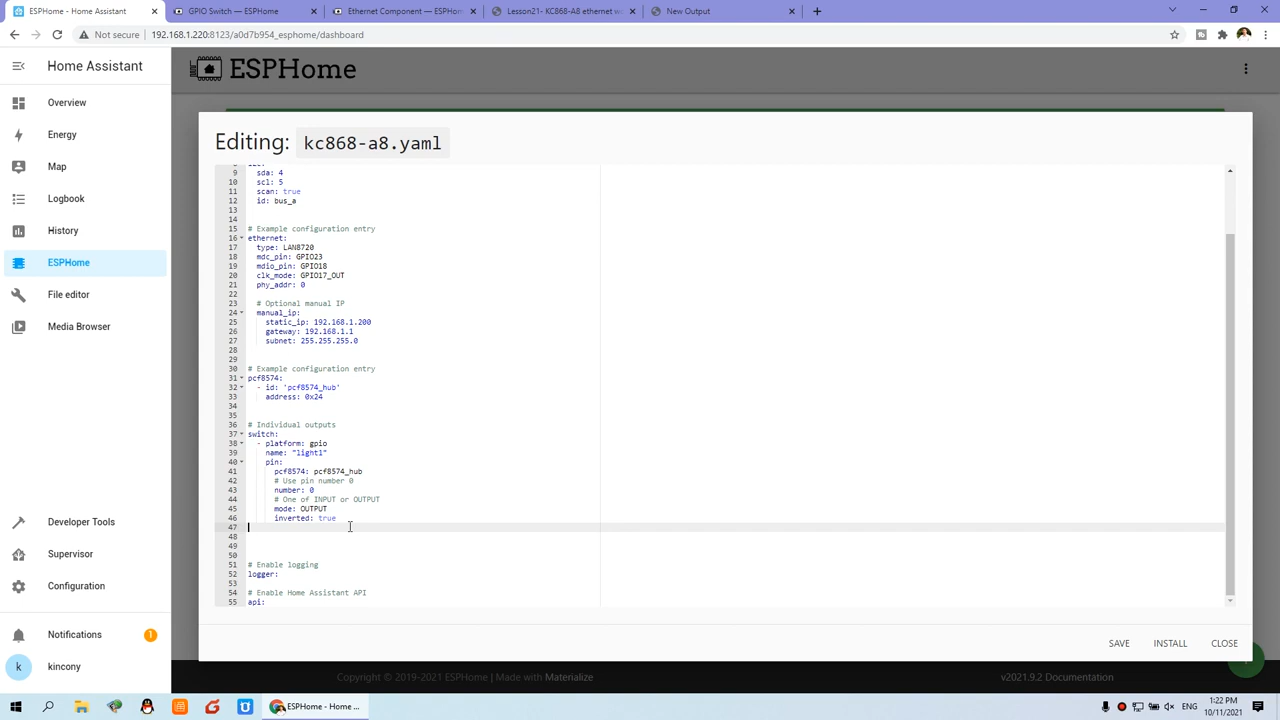 ESPHome - Home Assistant
GPIO Switch — ESPHome
Ethernet Component — ESPHom
Lesson21- KC868-A8 ethernet w
New Output
Not secure
192.168.1.220:8123/a0d7b954_esphome/dashboard
Home Assistant
ESPHome
Overview
Energy
Map
Logbook
History
ESPHome
File editor
Media Browser
Developer Tools
Supervisor
Configuration
Notifications
1
k
kincony
Editing: kc868-a8.yaml
9 sda: 4
10 scl: 5
11 scan: true
12 id: bus_a
13
14
15 # Example configuration entry
16 ethernet:
17 type: LAN8720
18 mdc_pin: GPIO23
19 mdio_pin: GPIO18
20 clk_mode: GPIO17_OUT
21 phy_addr: 0
22
23 # Optional manual IP
24 manual_ip:
25 static_ip: 192.168.1.200
26 gateway: 192.168.1.1
27 subnet: 255.255.255.0
28
29
30 # Example configuration entry
31 pcf8574:
32 - id: 'pcf8574_hub'
33 address: 0x24
34
35
36 # Individual outputs
37 switch:
38 - platform: gpio
39 name: "light1"
40 pin:
41 pcf8574: pcf8574_hub
42 # Use pin number 0
43 number: 0
44 # One of INPUT or OUTPUT
45 mode: OUTPUT
46 inverted: true
47
48
49
50
51 # Enable logging
52 logger:
53
54 # Enable Home Assistant API
55 api:
SAVE
INSTALL
CLOSE
Copyright © 2019-2021 ESPHome | Made with Materialize
v2021.9.2 Documentation
ESPHome - Home ...
ENG
1:22 PM
10/11/2021